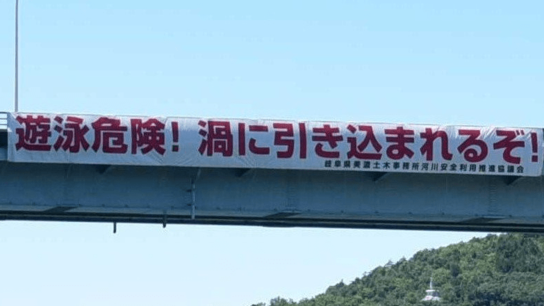 遊泳危険！渦に引き込まれるぞ！
岐阜県美濃土木事務所河川安全利用推進協議会